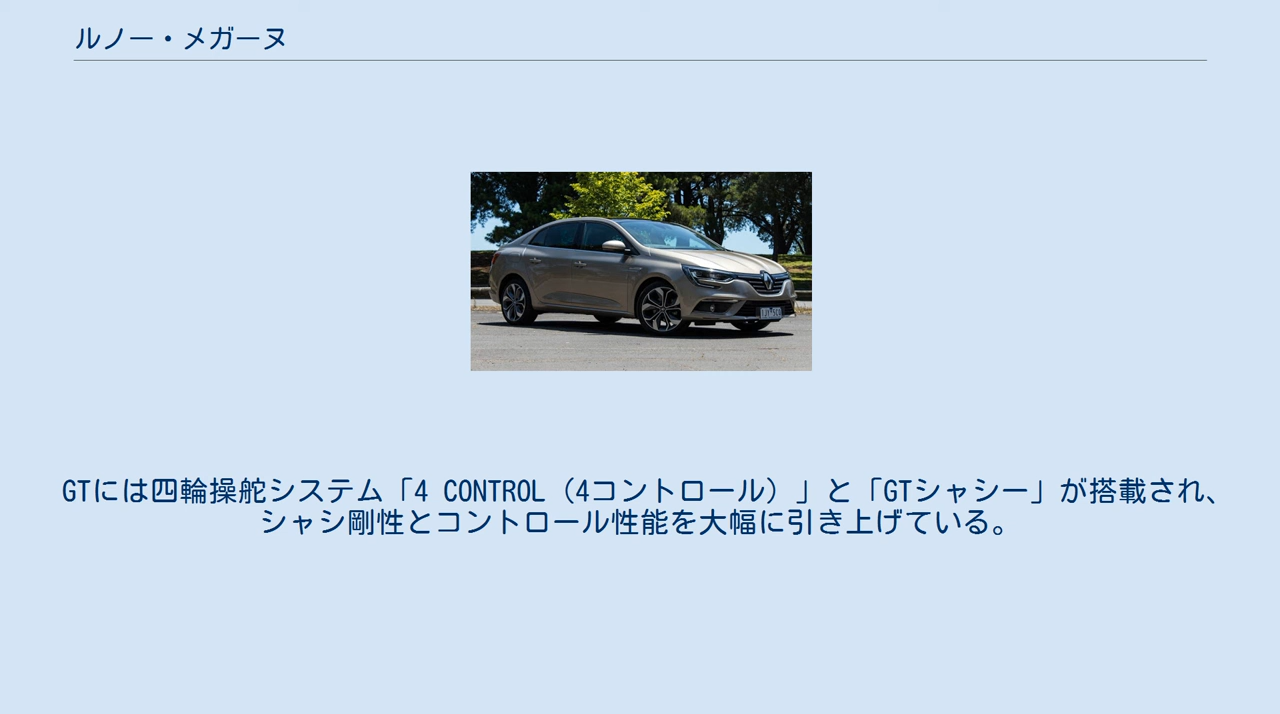 ルノー・メガーヌ
GTには四輪操舵システム「4 CONTROL（4コントロール）」と「GTシャシー」が搭載され、
シャシ剛性とコントロール性能を大幅に引き上げている。